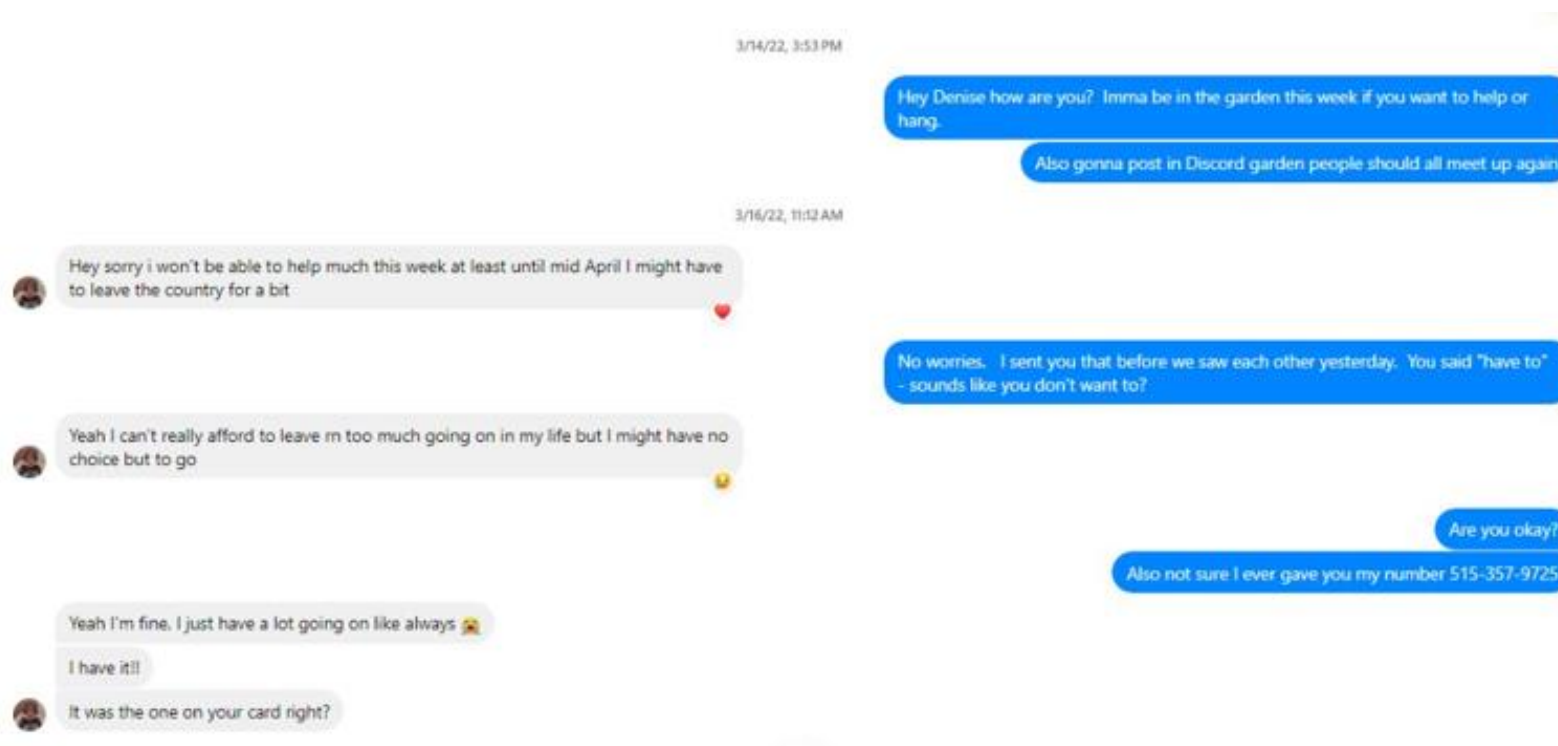 3/14/22, 3:53 PM
Hey Denise how are you?  Imma be in the garden this week if you want to help or
hang.
Also gonna post in Discord garden people should all meet up again
3/16/22, 11:12 AM
Hey sorry i won't be able to help much this week at least until mid April I might have
to leave the country for a bit
No worries.   I sent you that before we saw each other yesterday.  You said "have to"
- sounds like you don't want to?
Yeah I can't really afford to leave rn too much going on in my life but I might have no
choice but to go
Are you okay?
Also not sure I ever gave you my number 515-357-9725
Yeah I'm fine. I just have a lot going on like always 😭
I have it!!
It was the one on your card right?